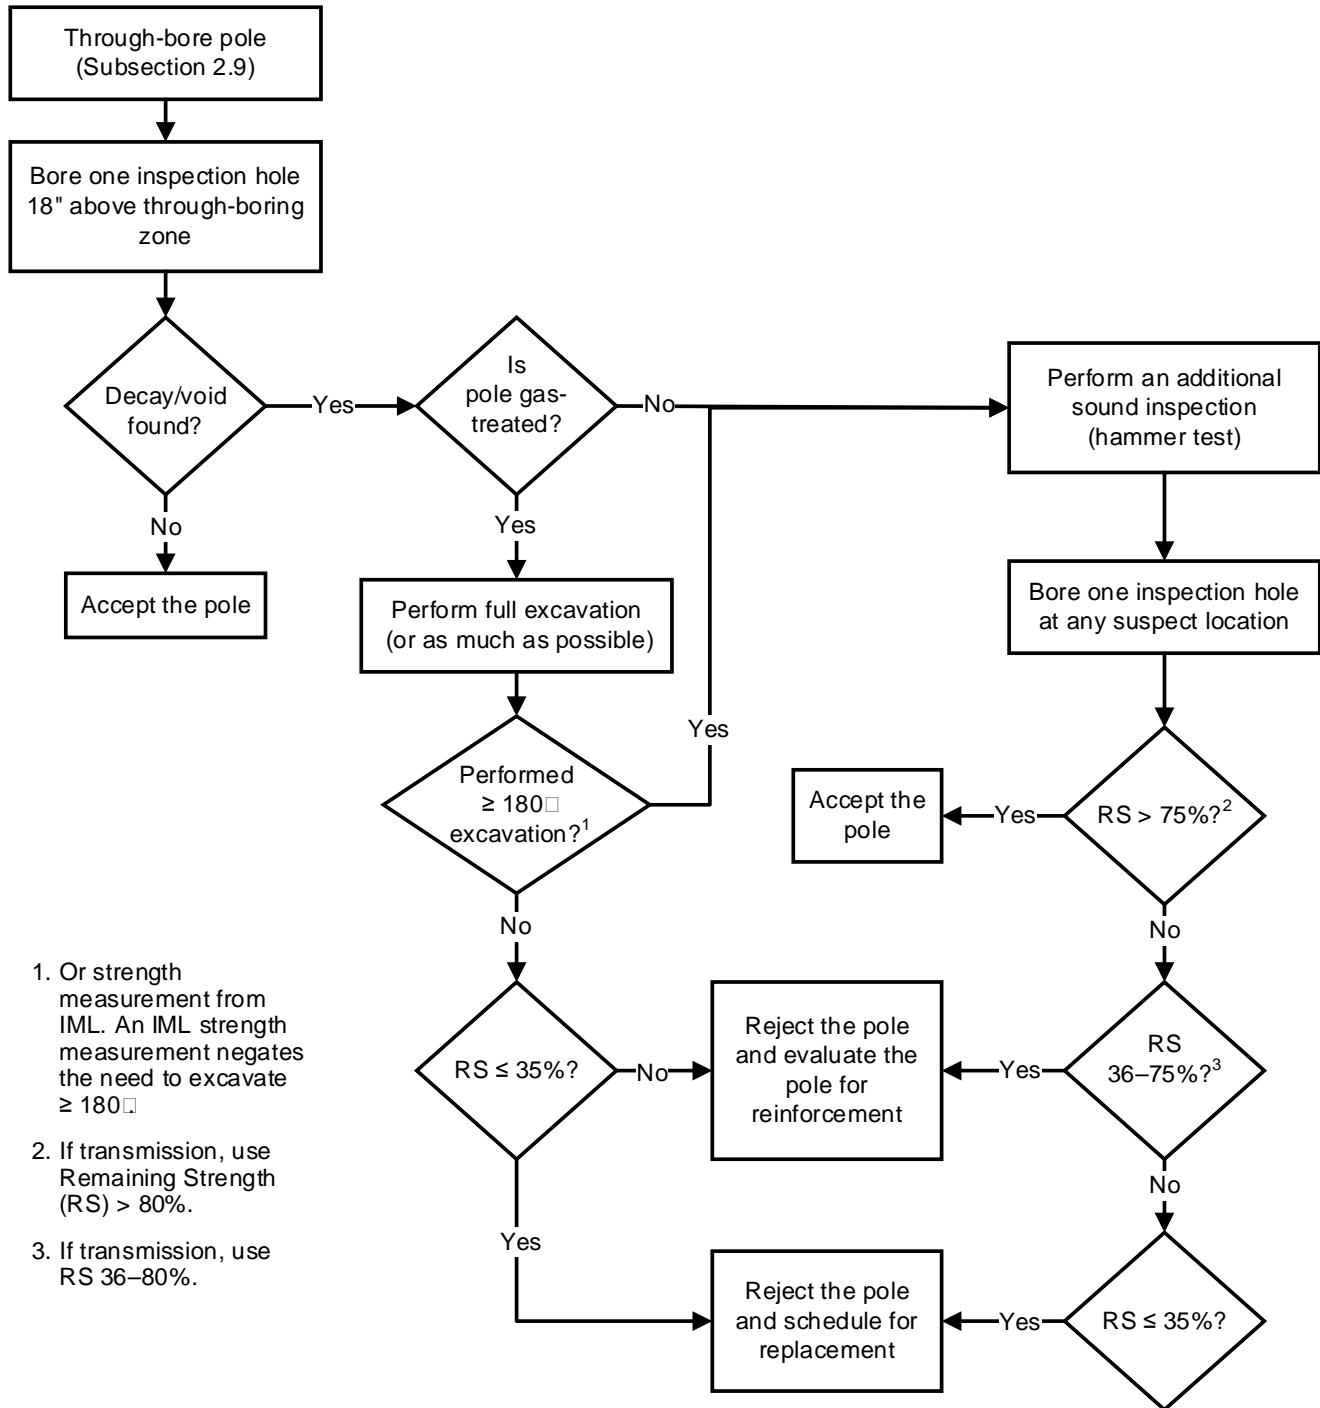 Through-bore pole
(Subsection 2.9)
Bore one inspection hole
18" above through-boring
zone
Decay/void
found?
Yes
No
Accept the pole
Is
pole gas-
treated?
No
Yes
Perform full excavation
(or as much as possible)
Performed
≥ 180□
excavation?¹
Yes
No
RS ≤ 35%?
No
Yes
Perform an additional
sound inspection
(hammer test)
Bore one inspection hole
at any suspect location
RS > 75%?²
Yes
Accept the
pole
No
RS
36–75%?³
Yes
Reject the pole
and evaluate the
pole for
reinforcement
No
RS ≤ 35%?
Yes
Reject the pole
and schedule for
replacement
1. Or strength
measurement from
IML. An IML strength
measurement negates
the need to excavate
≥ 180□.
2. If transmission, use
Remaining Strength
(RS) > 80%.
3. If transmission, use
RS 36–80%.